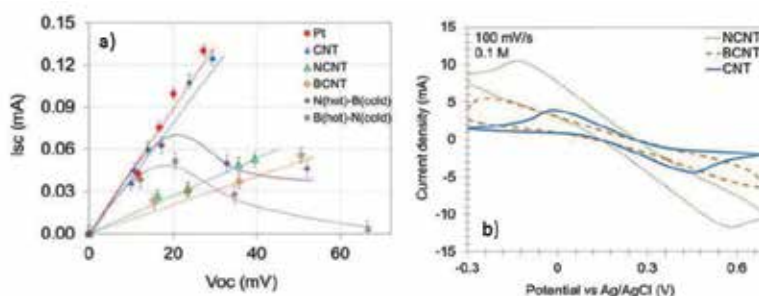 a)
Pt
CNT
NCNT
BCNT
N(hot)-B(cold)
B(hot)-N(cold)
0.15
0.12
0.09
0.06
0.03
0.00
Isc (mA)
0
20
40
60
Voc (mV)
100 mV/s
0.1 M
NCNT
BCNT
CNT
15
10
5
0
-5
-10
-15
Current density (mA)
b)
-0.3
0
0.3
0.6
Potential vs Ag/AgCl (V)